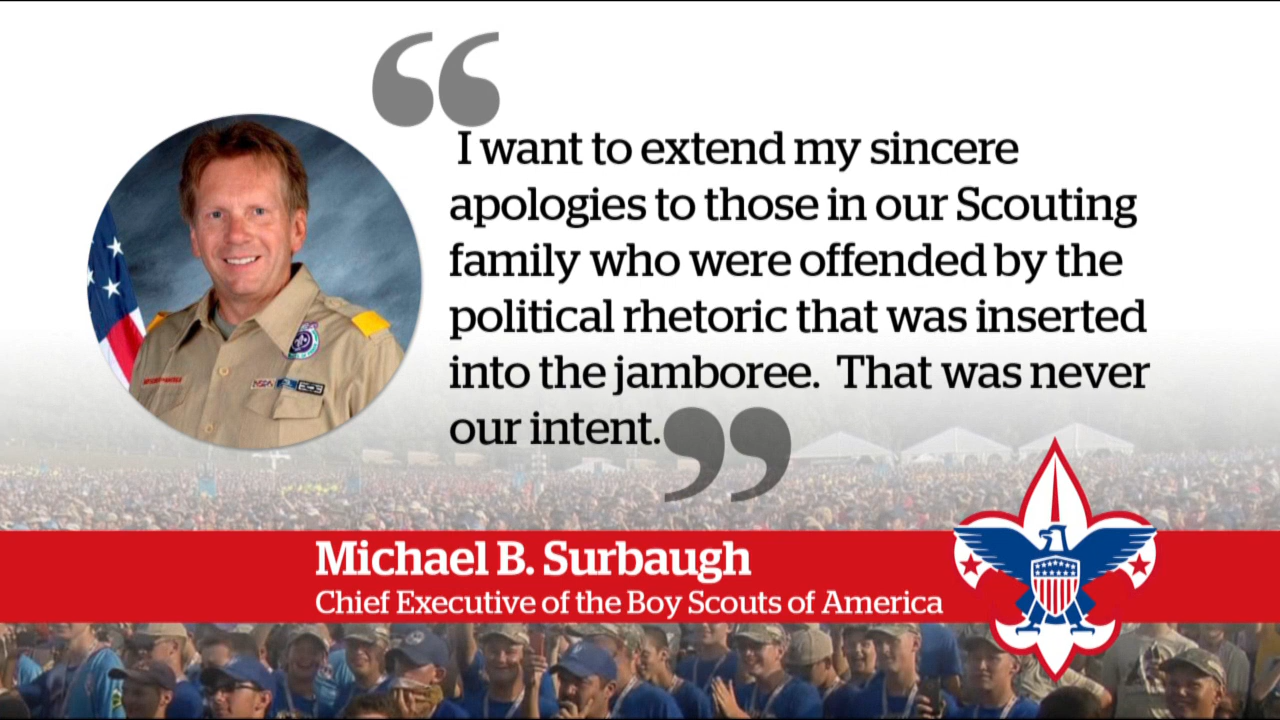 “
I want to extend my sincere
apologies to those in our Scouting
family who were offended by the
political rhetoric that was inserted
into the jamboree.  That was never
our intent.”
Michael B. Surbaugh
Chief Executive of the Boy Scouts of America